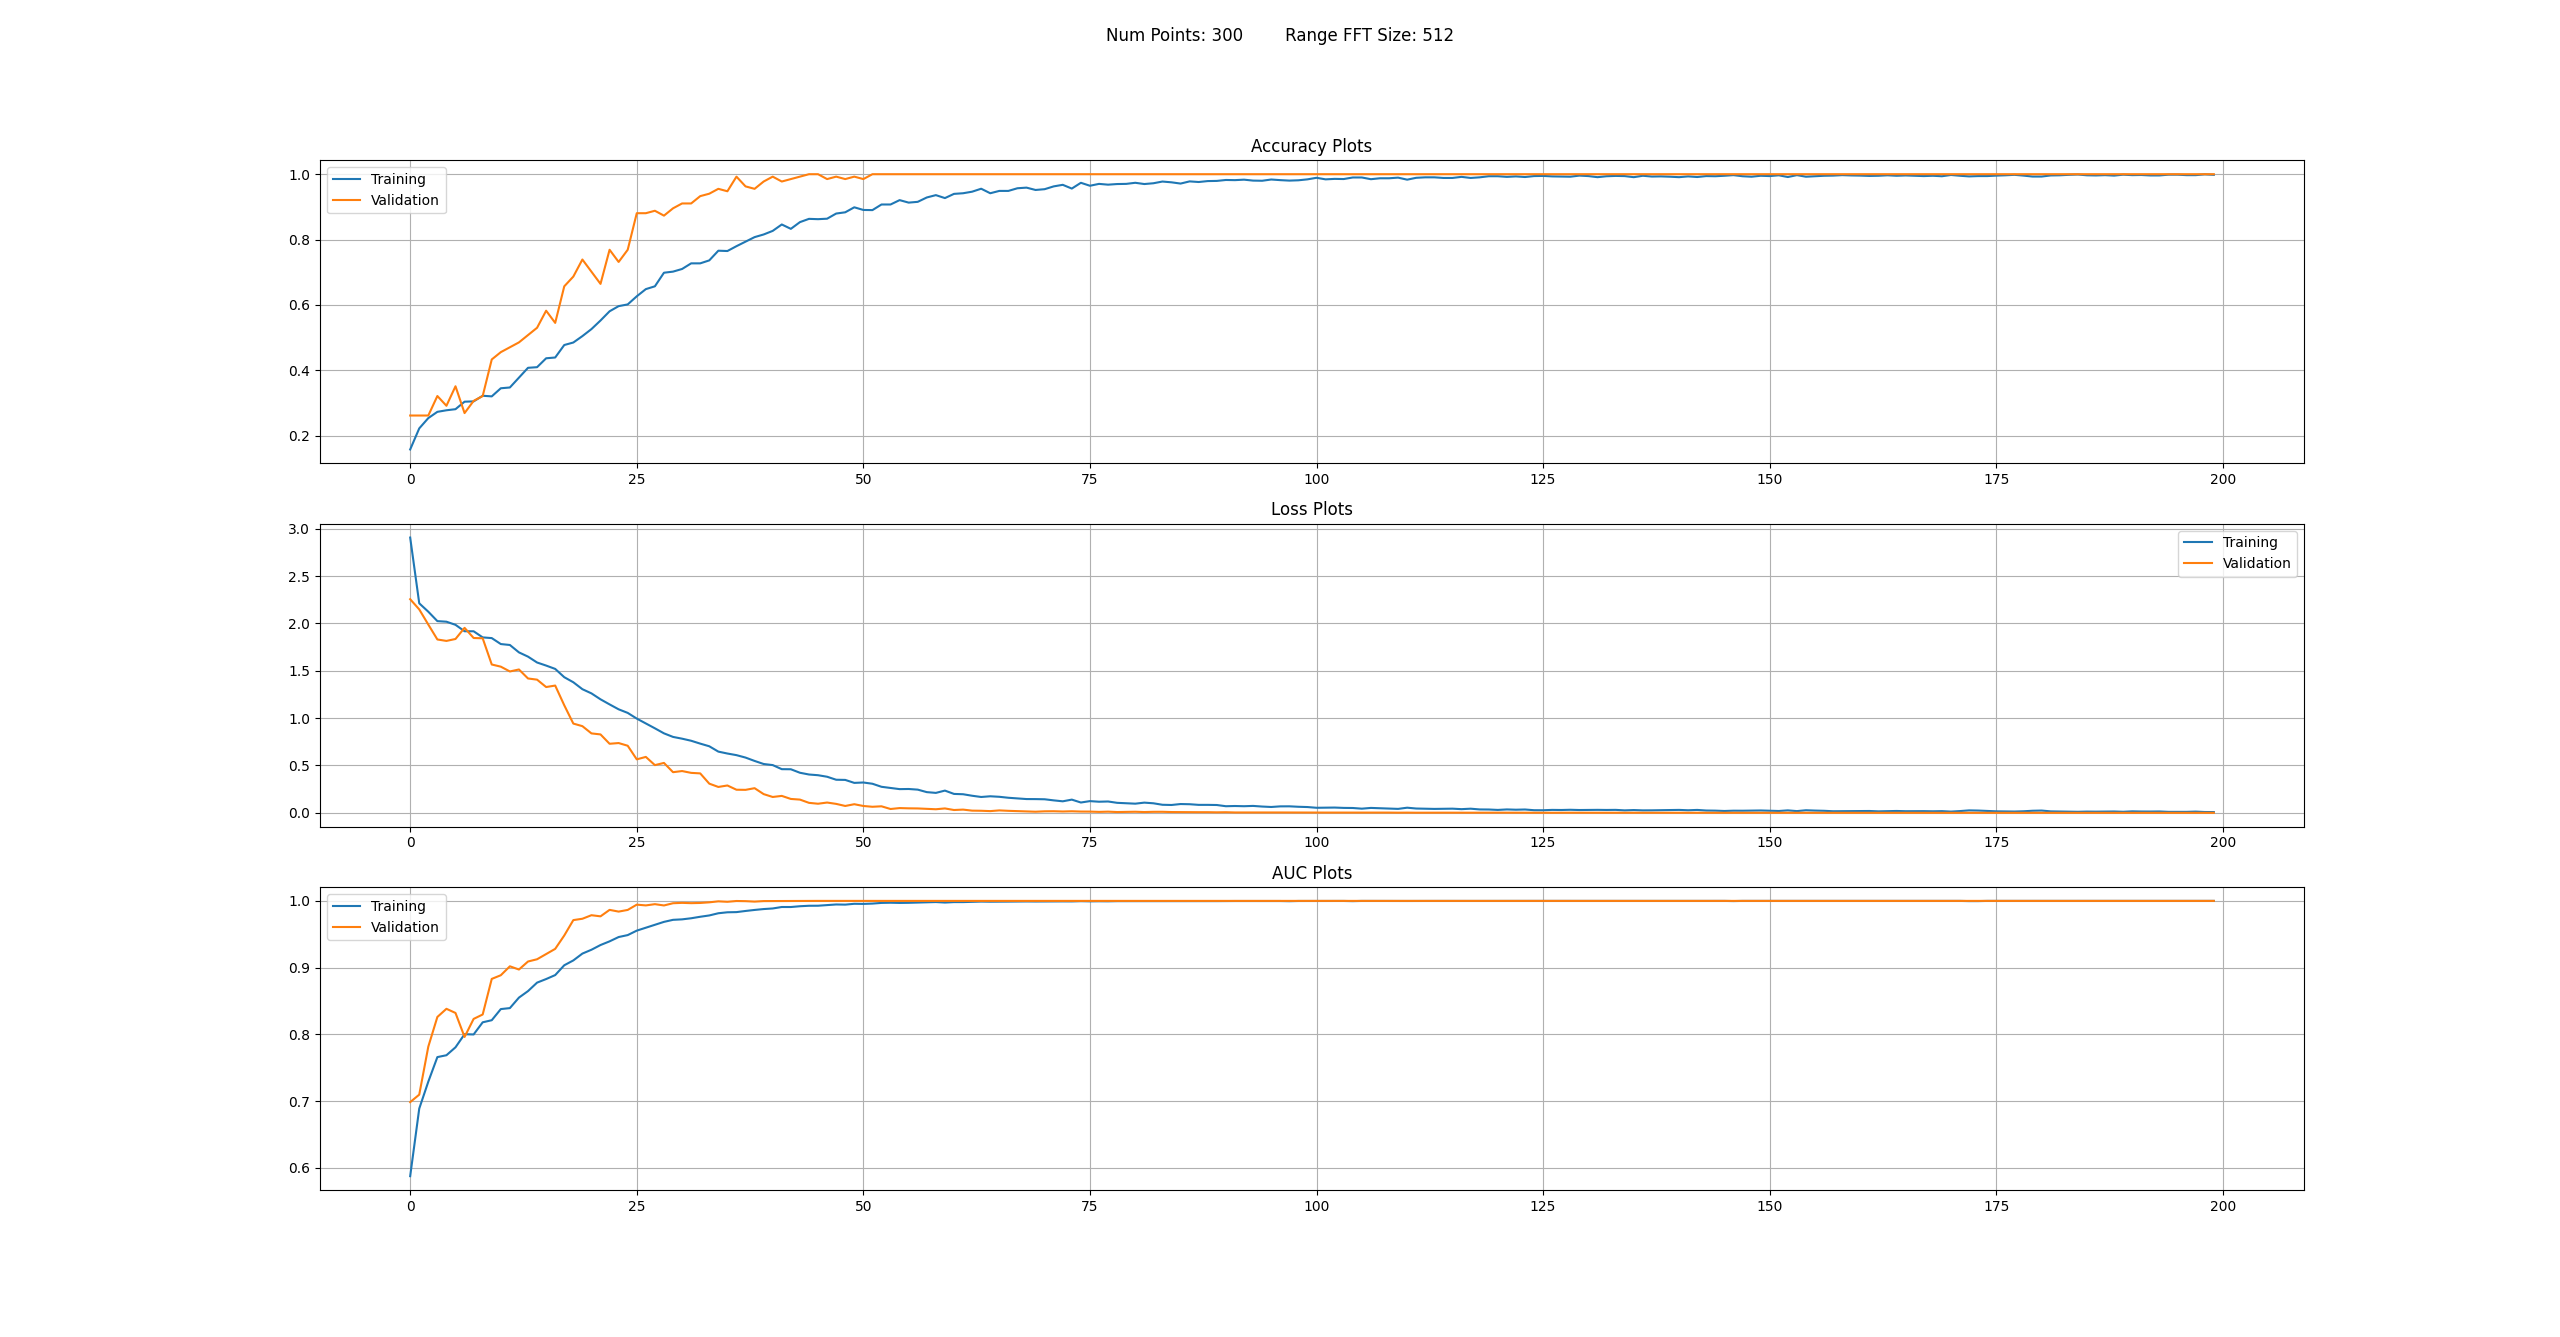 Num Points: 300 Range FFT Size: 512
Accuracy Plots
1.0
0.8
0.6
0.4
0.2
Training
Validation
0 25 50 75 100 125 150 175 200
Loss Plots
3.0
2.5
2.0
1.5
1.0
0.5
0.0
Training
Validation
0 25 50 75 100 125 150 175 200
AUC Plots
1.0
0.9
0.8
0.7
0.6
Training
Validation
0 25 50 75 100 125 150 175 200